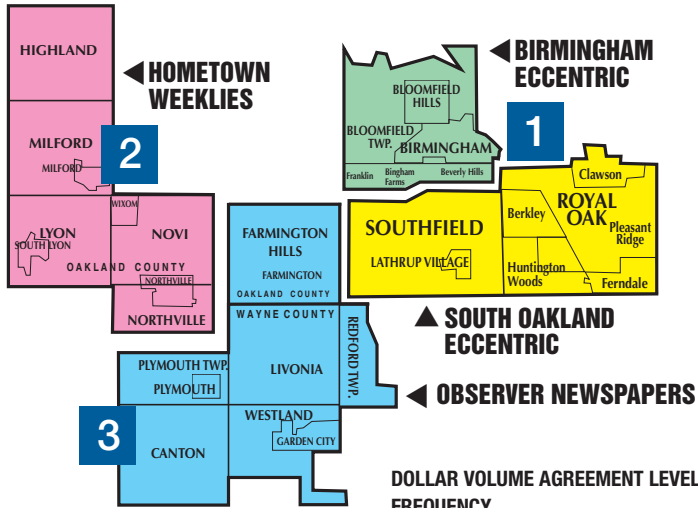 HIGHLAND
HOMETOWN
WEEKLIES
MILFORD
MILFORD
2
LYON
SOUTH LYON
WIXOM
NOVI
OAKLAND COUNTY
NORTHVILLE
NORTHVILLE
BIRMINGHAM
ECCENTRIC
BLOOMFIELD
HILLS
BLOOMFIELD
TWP.
BIRMINGHAM
Franklin
Bingham
Farms
Beverly Hills
1
Clawson
SOUTHFIELD
LATHRUP VILLAGE
Berkley
ROYAL
OAK
Pleasant
Ridge
Huntington
Woods
Ferndale
SOUTH OAKLAND
ECCENTRIC
FARMINGTON
HILLS
FARMINGTON
OAKLAND COUNTY
WAYNE COUNTY
REDFORD TWP.
LIVONIA
PLYMOUTH TWP.
PLYMOUTH
OBSERVER NEWSPAPERS
WESTLAND
GARDEN CITY
3
CANTON
DOLLAR VOLUME AGREEMENT LEVEL
FREQUENCY